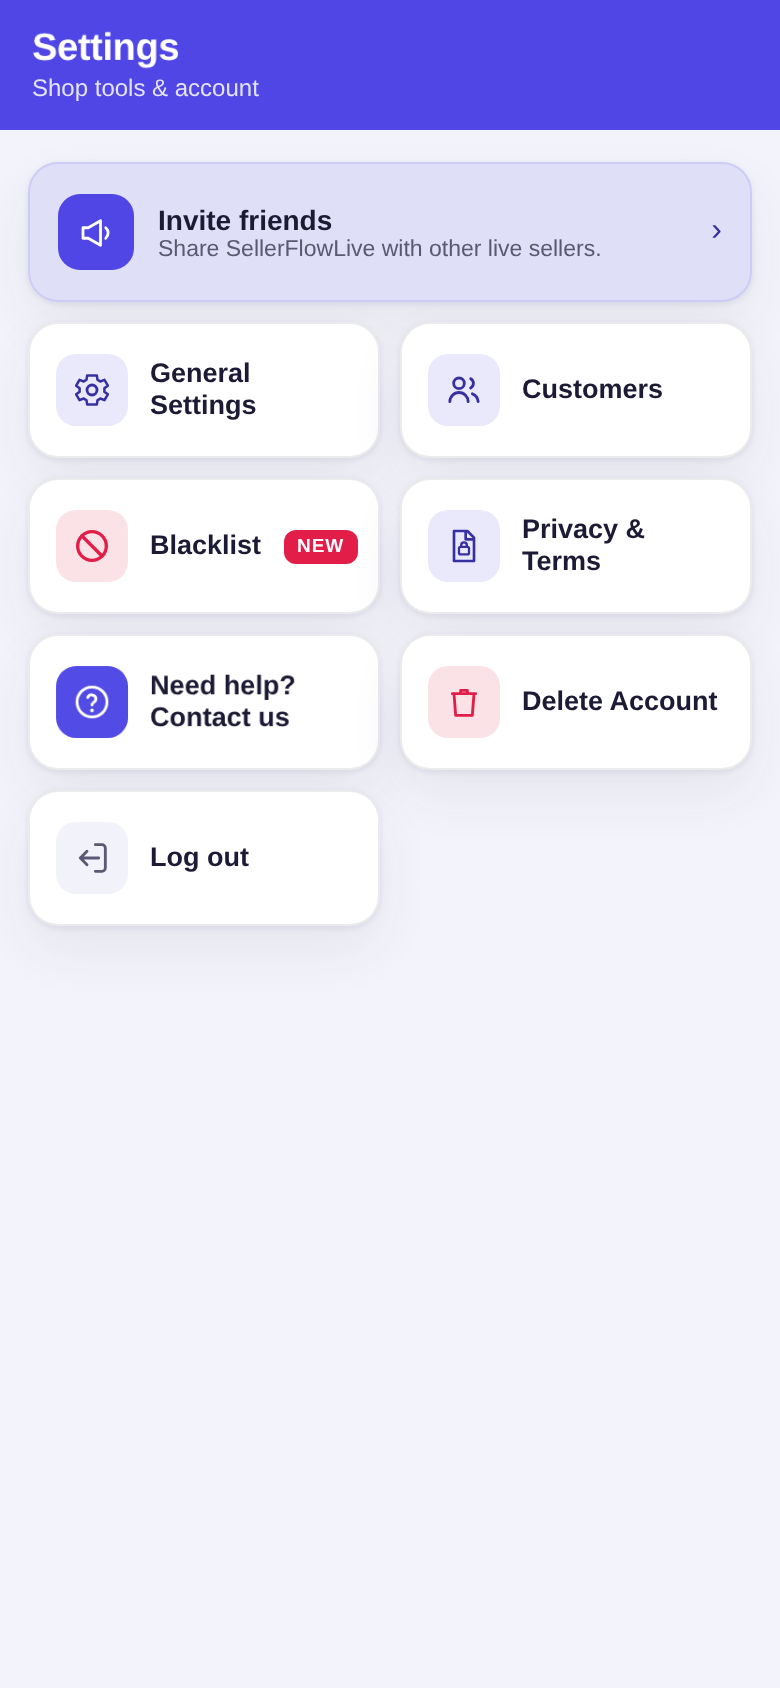 Settings
Shop tools & account
Invite friends
Share SellerFlowLive with other live sellers.
›
General
Settings
Customers
Blacklist NEW
Privacy &
Terms
Need help?
Contact us
Delete Account
Log out